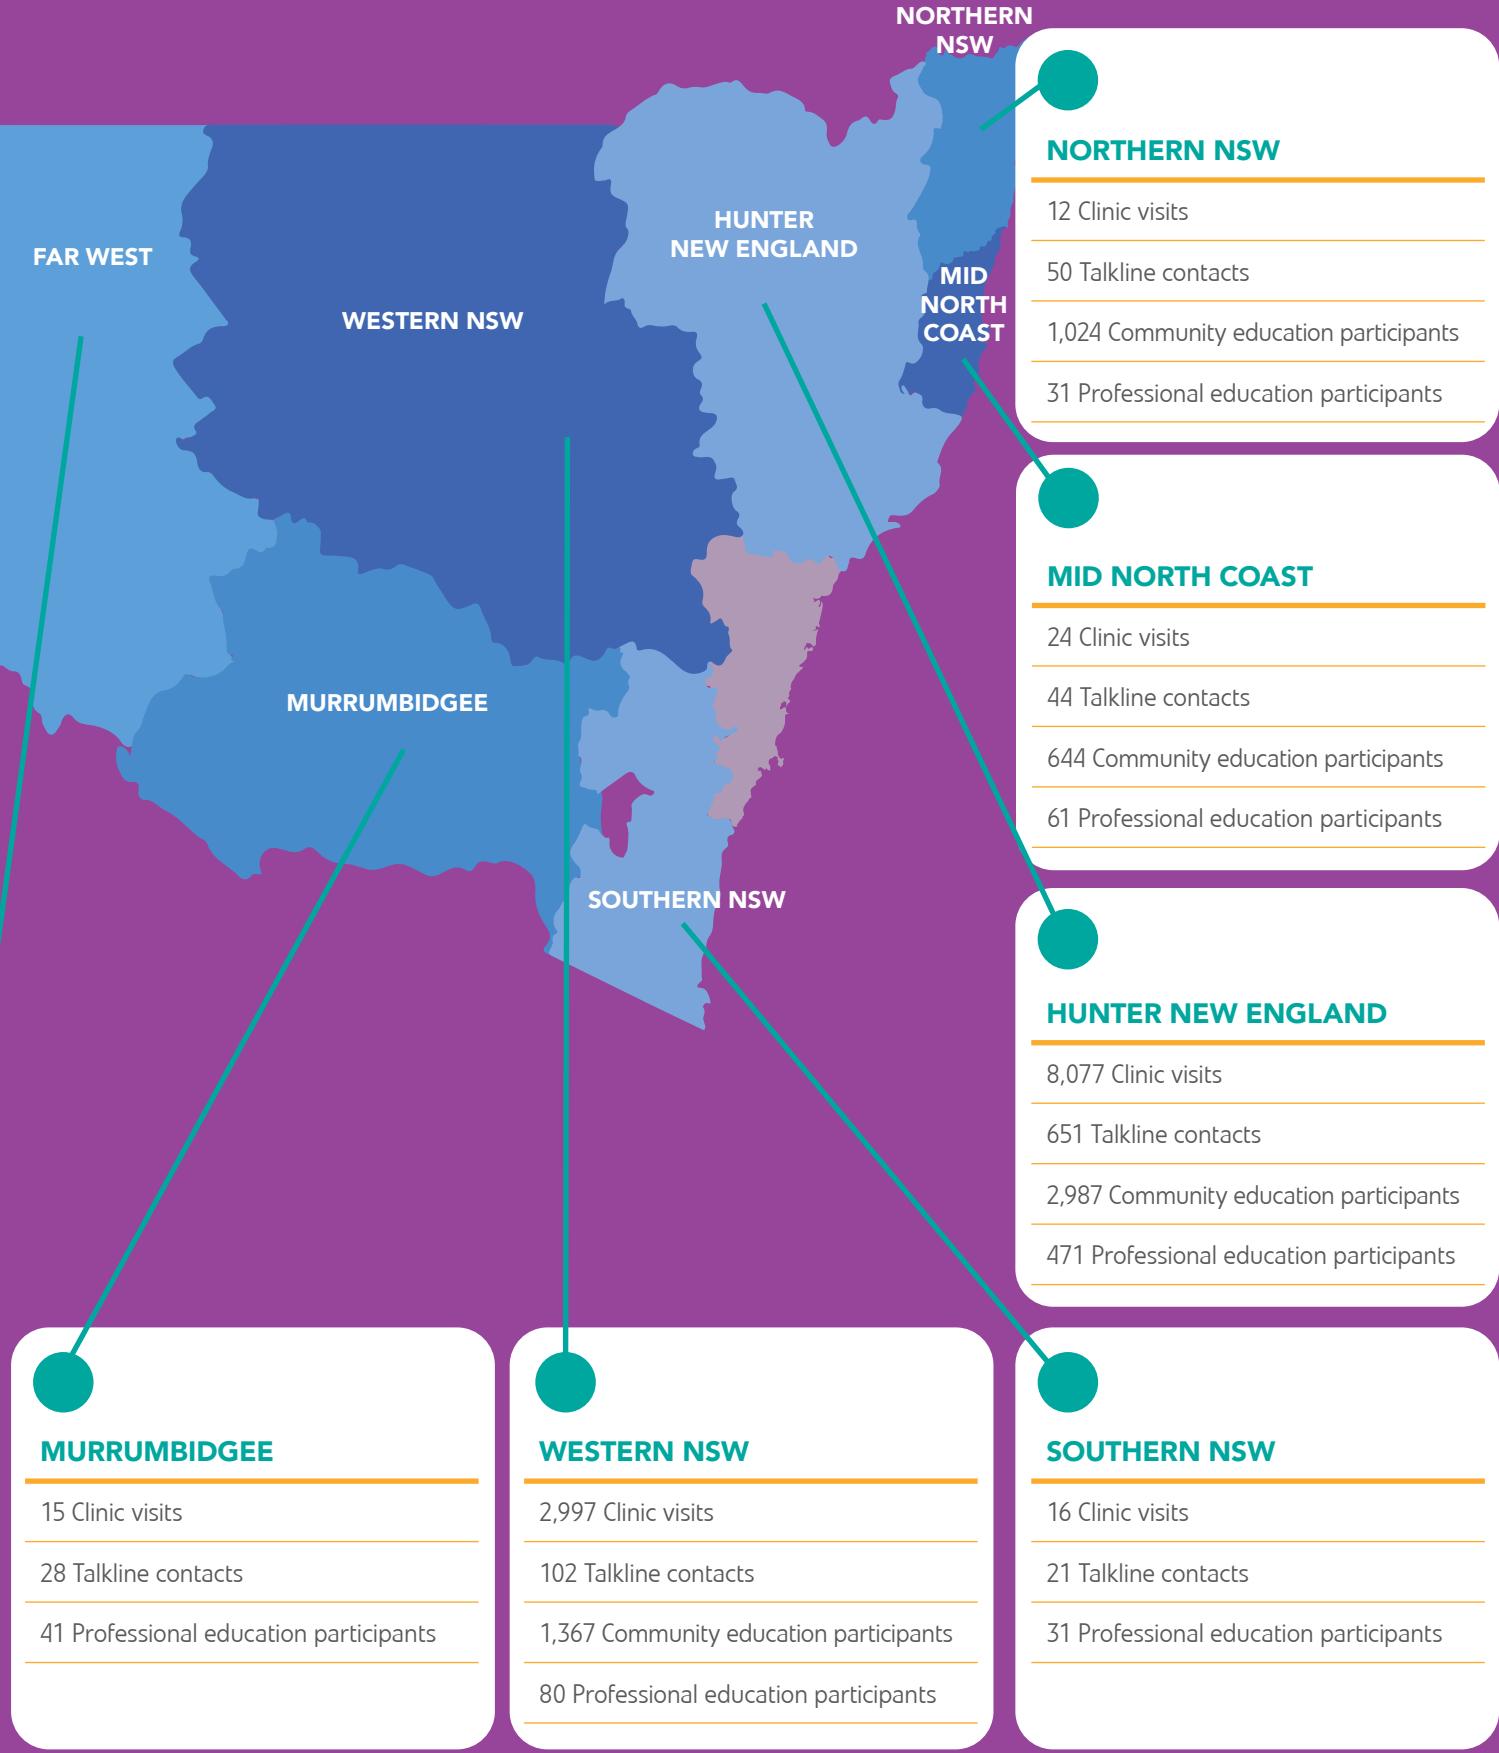 NORTHERN
NSW
FAR WEST
WESTERN NSW
HUNTER
NEW ENGLAND
MID
NORTH
COAST
MURRUMBIDGEE
SOUTHERN NSW
NORTHERN NSW
12 Clinic visits
50 Talkline contacts
1,024 Community education participants
31 Professional education participants
MID NORTH COAST
24 Clinic visits
44 Talkline contacts
644 Community education participants
61 Professional education participants
HUNTER NEW ENGLAND
8,077 Clinic visits
651 Talkline contacts
2,987 Community education participants
471 Professional education participants
MURRUMBIDGEE
15 Clinic visits
28 Talkline contacts
41 Professional education participants
WESTERN NSW
2,997 Clinic visits
102 Talkline contacts
1,367 Community education participants
80 Professional education participants
SOUTHERN NSW
16 Clinic visits
21 Talkline contacts
31 Professional education participants